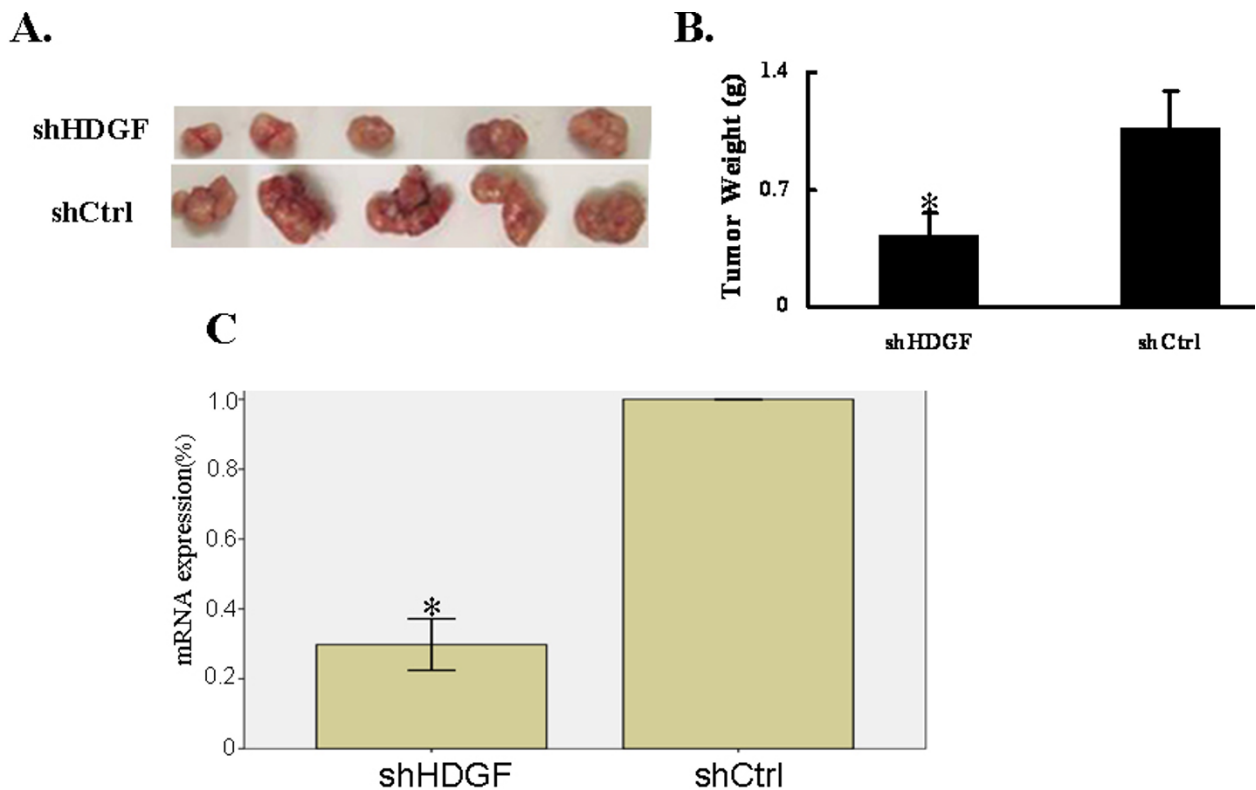 A.
shHDGF
shCtrl
B.
Tumor Weight (g)
1.4
0.7
0
*
shHDGF
shCtrl
C
mRNA expression(%)
1.0
0.8
0.6
0.4
0.2
0
*
shHDGF
shCtrl